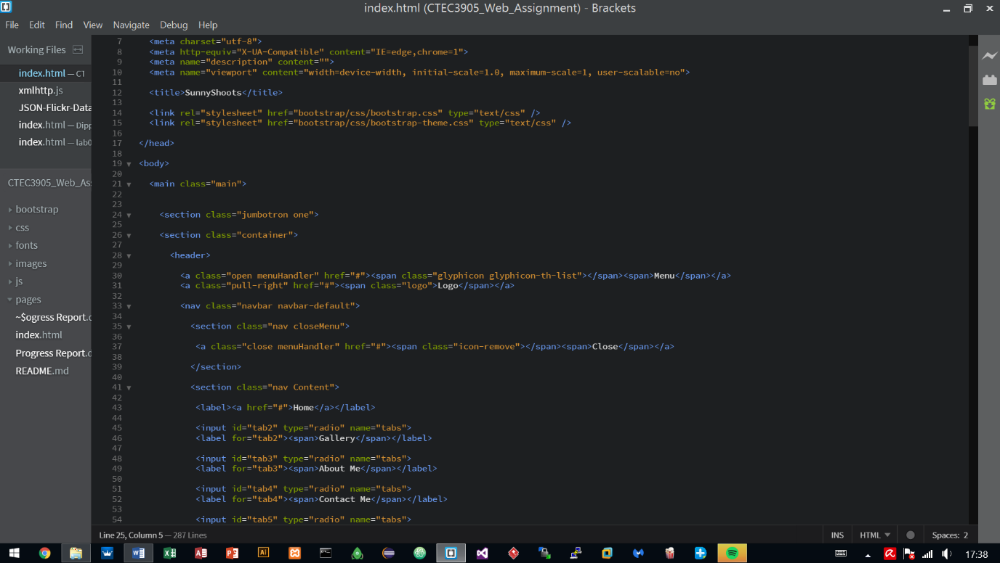 index.html (CTEC3905_Web_Assignment) - Brackets
File Edit Find View Navigate Debug Help
Working Files
index.html — CT
xmlhttp.js
JSON-Flickr-Data
index.html — Dipp
index.html — lab0
CTEC3905_Web_Ass
bootstrap
css
fonts
images
js
pages
~$ogress Report.d
index.html
Progress Report.d
README.md
7 <meta charset="utf-8">
8 <meta http-equiv="X-UA-Compatible" content="IE=edge,chrome=1">
9 <meta name="description" content="">
10 <meta name="viewport" content="width=device-width, initial-scale=1.0, maximum-scale=1, user-scalable=no">
11
12 <title>SunnyShoots</title>
13
14 <link rel="stylesheet" href="bootstrap/css/bootstrap.css" type="text/css" />
15 <link rel="stylesheet" href="bootstrap/css/bootstrap-theme.css" type="text/css" />
16
17 </head>
18
19 <body>
20
21 <main class="main">
22
23
24 <section class="jumbotron one">
25
26 <section class="container">
27
28 <header>
29
30 <a class="open menuHandler" href="#"><span class="glyphicon glyphicon-th-list"></span><span>Menu</span></a>
31 <a class="pull-right" href="#"><span class="logo">Logo</span></a>
32
33 <nav class="navbar navbar-default">
34
35 <section class="nav closeMenu">
36
37 <a class="close menuHandler" href="#"><span class="icon-remove"></span><span>Close</span></a>
38
39 </section>
40
41 <section class="nav Content">
42
43 <label><a href="#">Home</a></label>
44
45 <input id="tab2" type="radio" name="tabs">
46 <label for="tab2"><span>Gallery</span></label>
47
48 <input id="tab3" type="radio" name="tabs">
49 <label for="tab3"><span>About Me</span></label>
50
51 <input id="tab4" type="radio" name="tabs">
52 <label for="tab4"><span>Contact Me</span></label>
53
54 <input id="tab5" type="radio" name="tabs">
Line 25, Column 5 — 287 Lines
INS HTML Spaces: 2
17:38